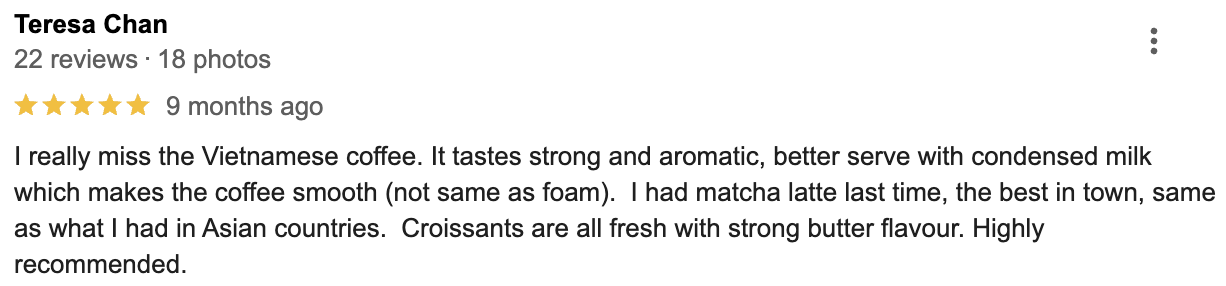 Teresa Chan
22 reviews · 18 photos
9 months ago
I really miss the Vietnamese coffee. It tastes strong and aromatic, better serve with condensed milk
which makes the coffee smooth (not same as foam).  I had matcha latte last time, the best in town, same
as what I had in Asian countries.  Croissants are all fresh with strong butter flavour. Highly
recommended.